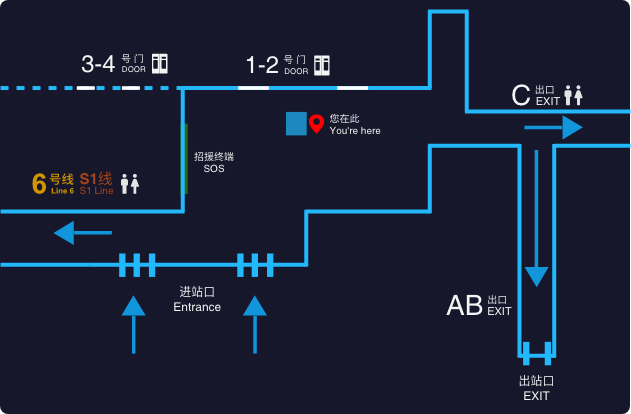 3-4 号门
DOOR
1-2 号门
DOOR
C 出口
EXIT
您在此
You're here
招援终端
SOS
6 号线
Line 6
S1线
S1 Line
进站口
Entrance
AB 出口
EXIT
出站口
EXIT